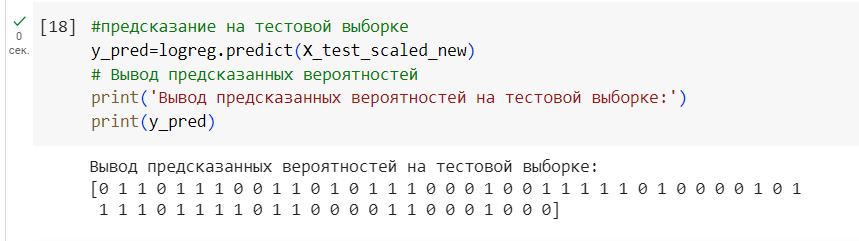 [18] #предсказание на тестовой выборке
0 сек. y_pred=logreg.predict(X_test_scaled_new)
# Вывод предсказанных вероятностей
print('Вывод предсказанных вероятностей на тестовой выборке:')
print(y_pred)
Вывод предсказанных вероятностей на тестовой выборке:
[0 1 1 0 1 1 1 0 0 1 1 0 1 0 1 1 1 0 0 0 1 0 0 1 1 1 1 1 0 1 0 0 0 0 1 0 1
1 1 1 0 1 1 1 1 0 1 1 0 0 0 0 1 1 0 0 0 1 0 0 0]